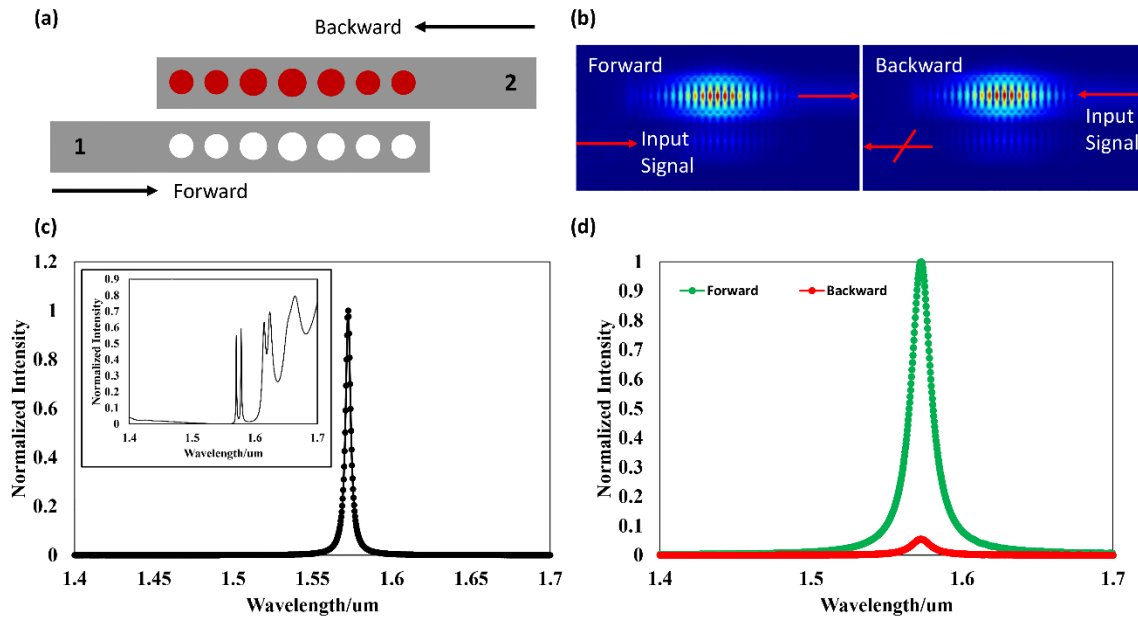 (a)
Backward
2
1
Forward
(b)
Forward
Input
Signal
Backward
Input
Signal
(c)
Normalized Intensity
1.2
1
0.8
0.6
0.4
0.2
0
1.4
1.45
1.5
1.55
1.6
1.65
1.7
Wavelength/um
Normalized Intensity
0.9
0.8
0.7
0.6
0.5
0.4
0.3
0.2
0.1
0
1.4
1.5
1.6
1.7
Wavelength/um
(d)
Normalized Intensity
1
0.9
0.8
0.7
0.6
0.5
0.4
0.3
0.2
0.1
0
Forward
Backward
1.4
1.5
1.6
1.7
Wavelength/um